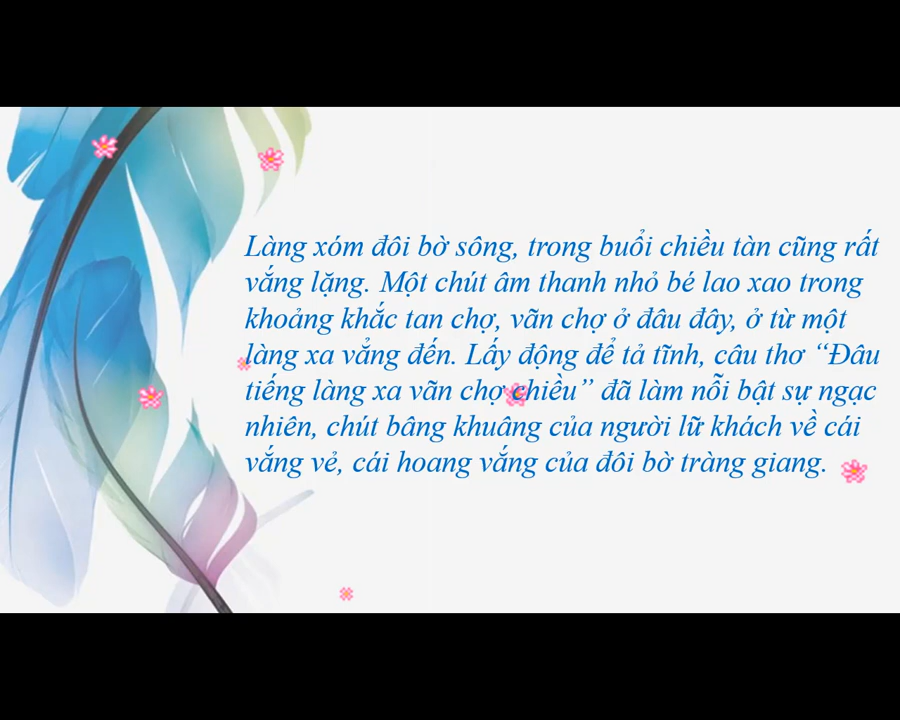 Làng xóm đôi bờ sông, trong buổi chiều tàn cũng rất
vắng lặng. Một chút âm thanh nhỏ bé lao xao trong
khoảng khắc tan chợ, vãn chợ ở đâu đây, ở từ một
làng xa vẳng đến. Lấy động để tả tĩnh, câu thơ “Đâu
tiếng làng xa vãn chợ chiều” đã làm nỗi bật sự ngạc
nhiên, chút bâng khuâng của người lữ khách về cái
vắng vẻ, cái hoang vắng của đôi bờ tràng giang.